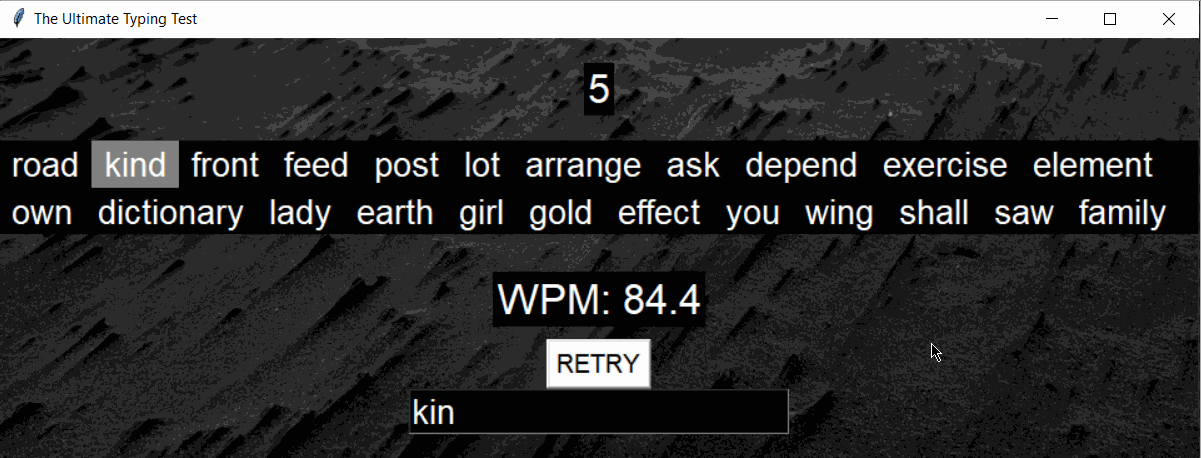 The Ultimate Typing Test
5
road kind front feed post lot arrange ask depend exercise element
own dictionary lady earth girl gold effect you wing shall saw family
WPM: 84.4
RETRY
kin